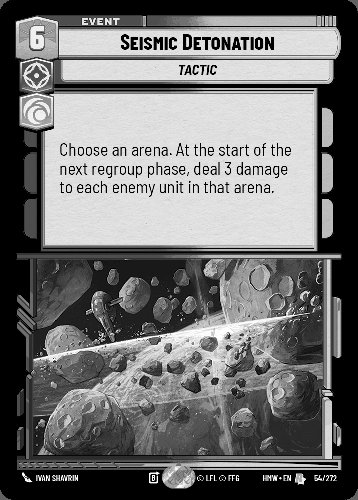 EVENT
6
SEISMIC DETONATION
TACTIC
Choose an arena. At the start of the
next regroup phase, deal 3 damage
to each enemy unit in that arena.
IVAN SHAVRIN
© LFL © FFG
HMW • EN
54/272